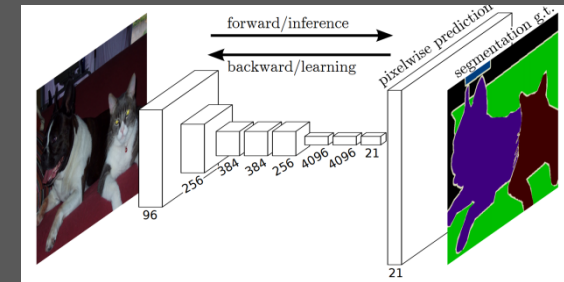 forward/inference
backward/learning
pixelwise prediction
segmentation g.t.
96
256
384
384
256
4096
4096
21
21